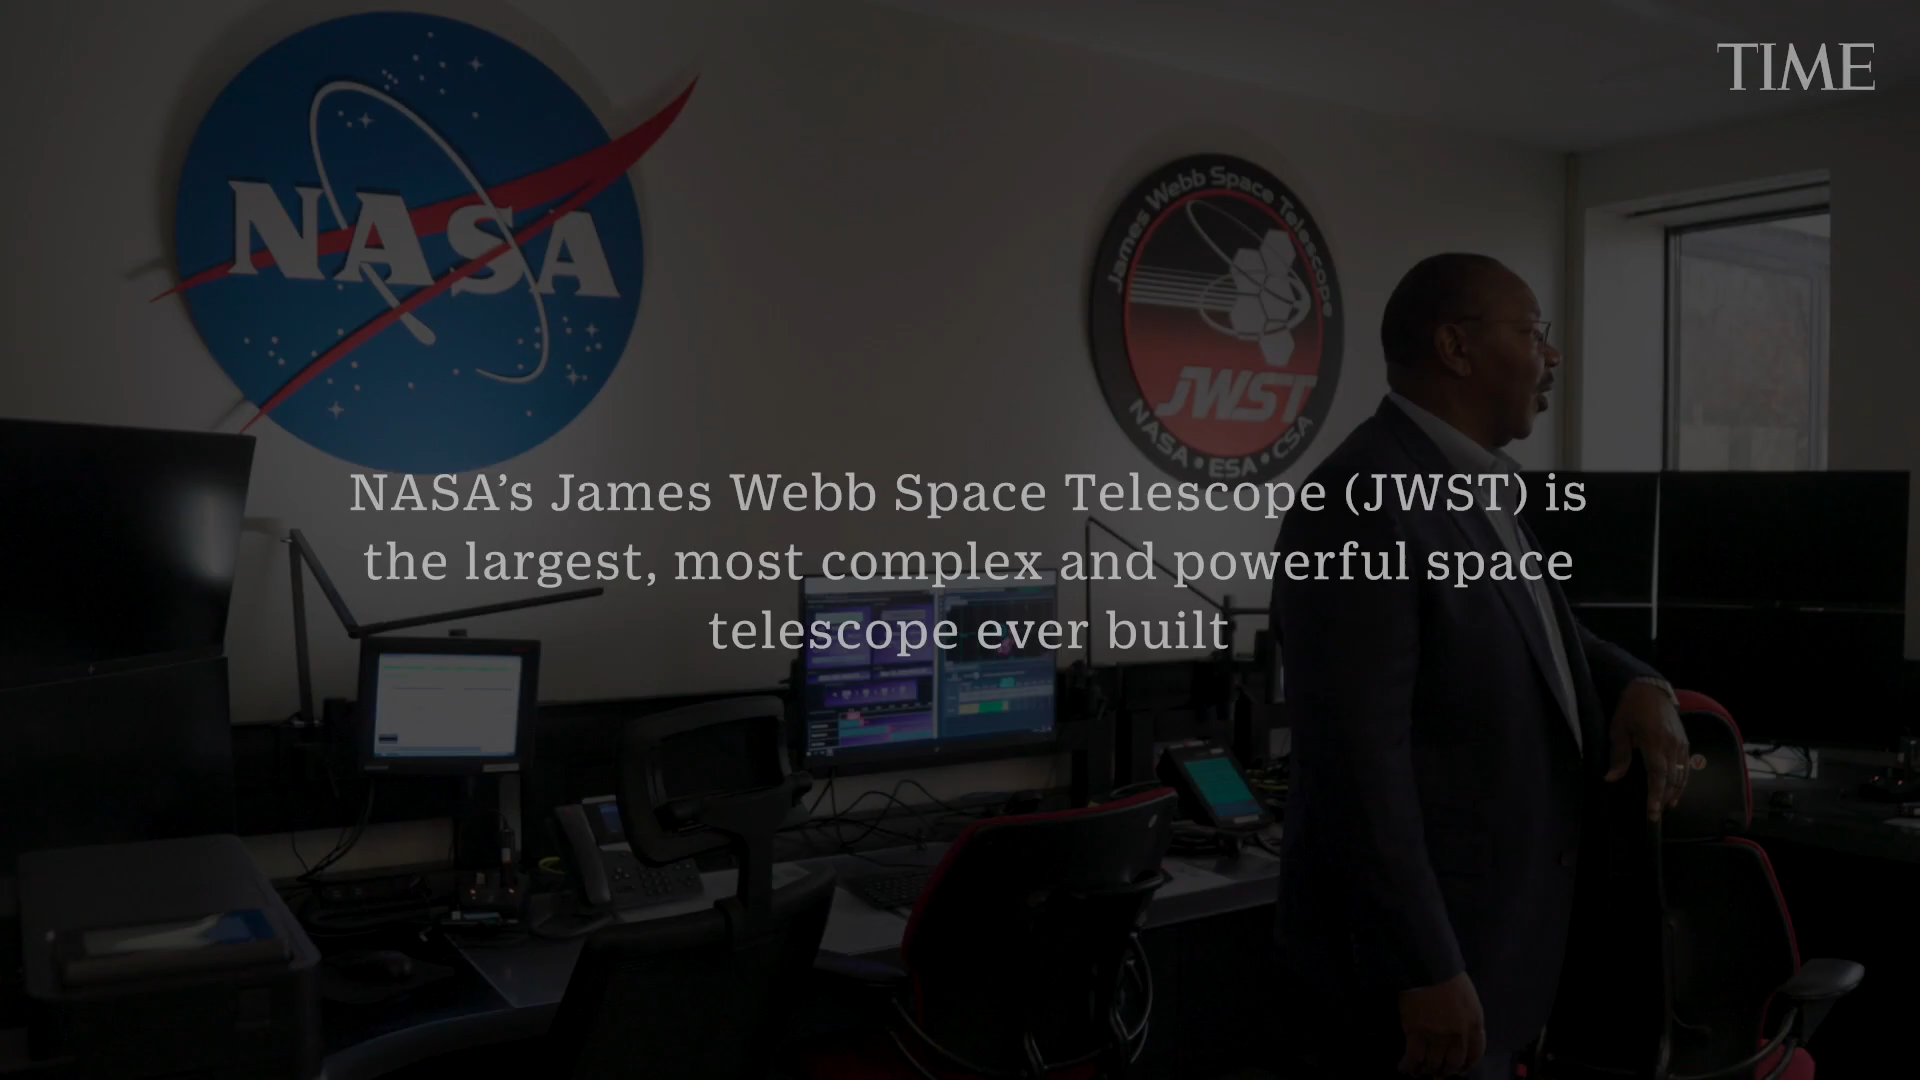 TIME
NASA
James Webb Space Telescope
JWST
NASA • ESA • CSA
NASA’s James Webb Space Telescope (JWST) is
the largest, most complex and powerful space
telescope ever built